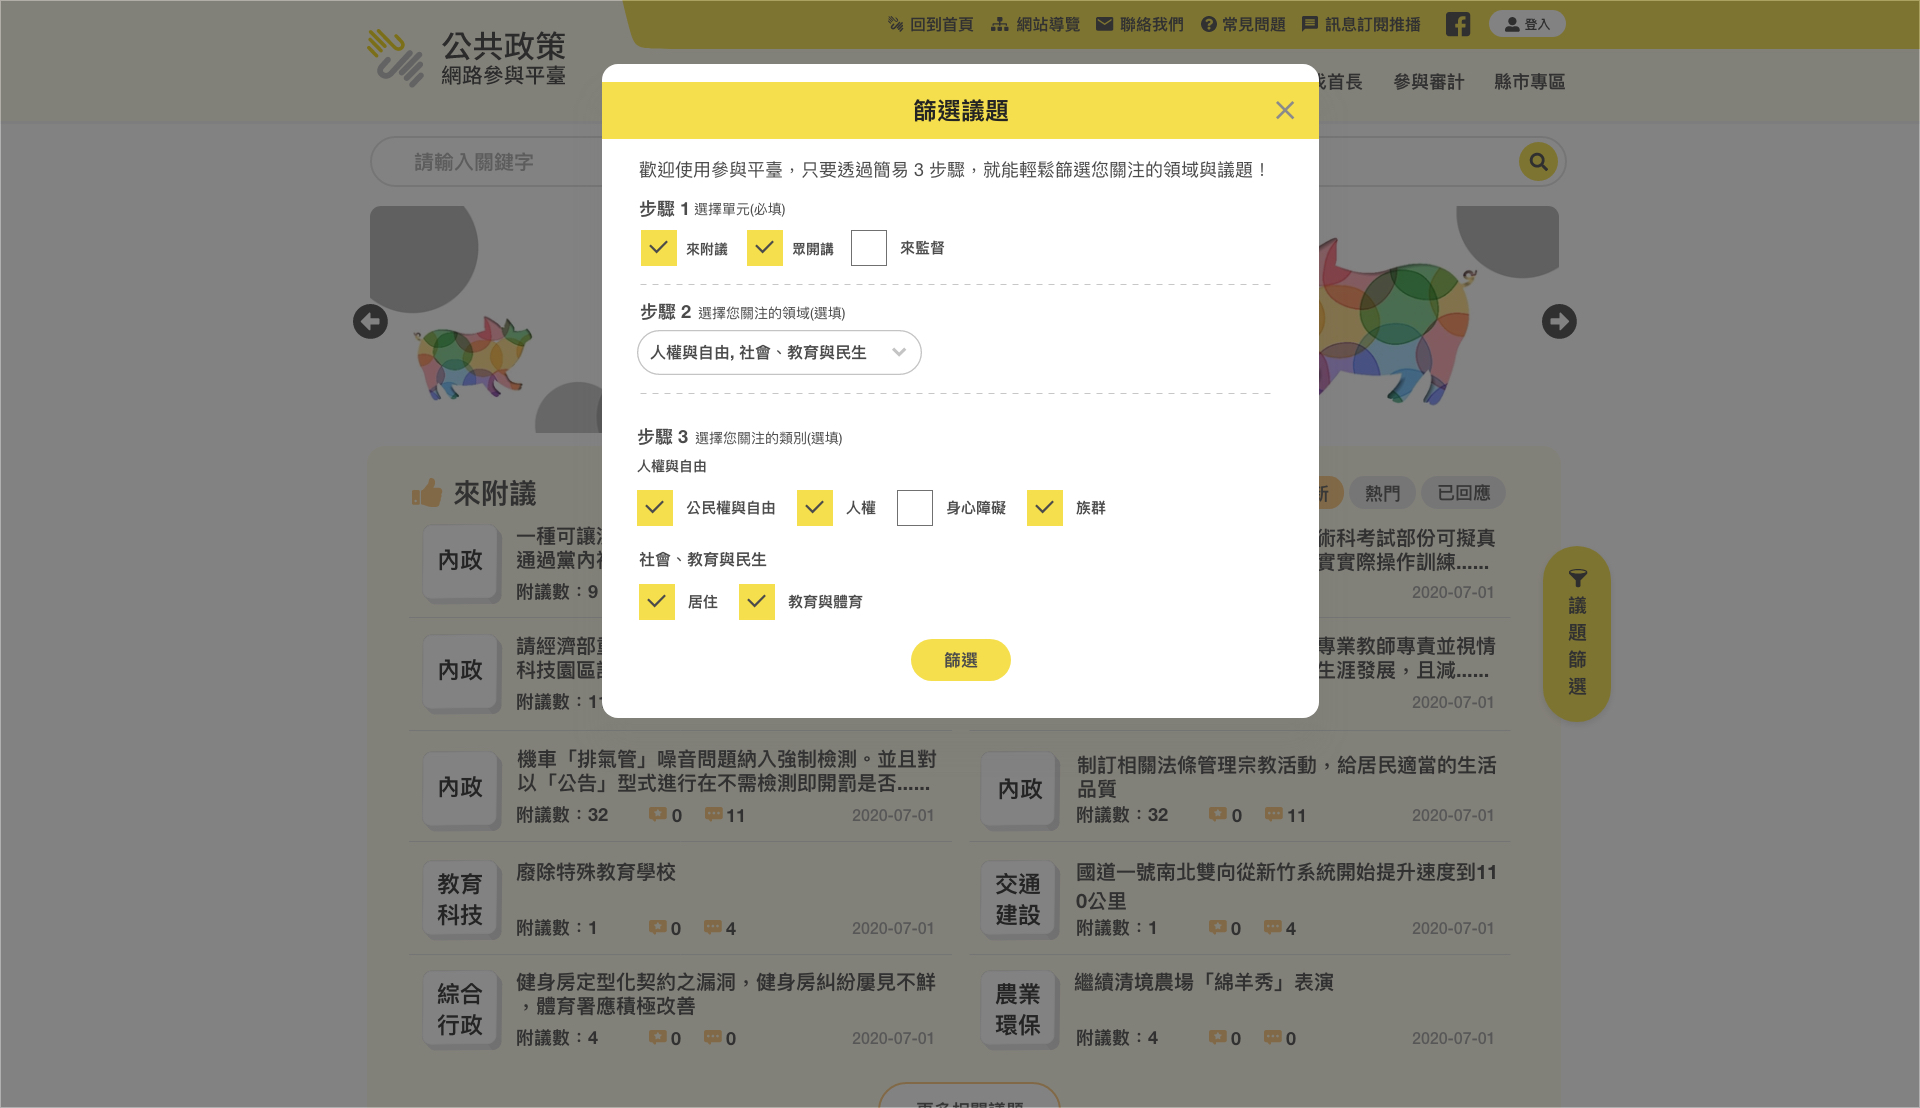 公共政策
網路參與平臺
回到首頁 網站導覽 聯絡我們 常見問題 訊息訂閱推播 登入
首長 參與審計 縣市專區
請輸入關鍵字
篩選議題
歡迎使用參與平臺，只要透過簡易 3 步驟，就能輕鬆篩選您關注的領域與議題！
步驟 1 選擇單元(必填)
來附議 眾開講 來監督
步驟 2 選擇您關注的領域(選填)
人權與自由, 社會、教育與民生
步驟 3 選擇您關注的類別(選填)
人權與自由
公民權與自由 人權 身心障礙 族群
社會、教育與民生
居住 教育與體育
篩選
議題篩選
來附議
熱門 已回應
內政
一種可讓
通過黨內
附議數：9
術科考試部份可擬真
實實際操作訓練......
2020-07-01
內政
請經濟部
科技園區
附議數：11
專業教師專責並視情
生涯發展，且減......
2020-07-01
內政
機車「排氣管」噪音問題納入強制檢測。並且對
以「公告」型式進行在不需檢測即開罰是否......
附議數：32 0 11 2020-07-01
內政
制訂相關法條管理宗教活動，給居民適當的生活
品質
附議數：32 0 11 2020-07-01
教育
科技
廢除特殊教育學校
附議數：1 0 4 2020-07-01
交通
建設
國道一號南北雙向從新竹系統開始提升速度到11
0公里
附議數：1 0 4 2020-07-01
綜合
行政
健身房定型化契約之漏洞，健身房糾紛屢見不鮮
，體育署應積極改善
附議數：4 0 0 2020-07-01
農業
環保
繼續清境農場「綿羊秀」表演
附議數：4 0 0 2020-07-01
更多相關議題